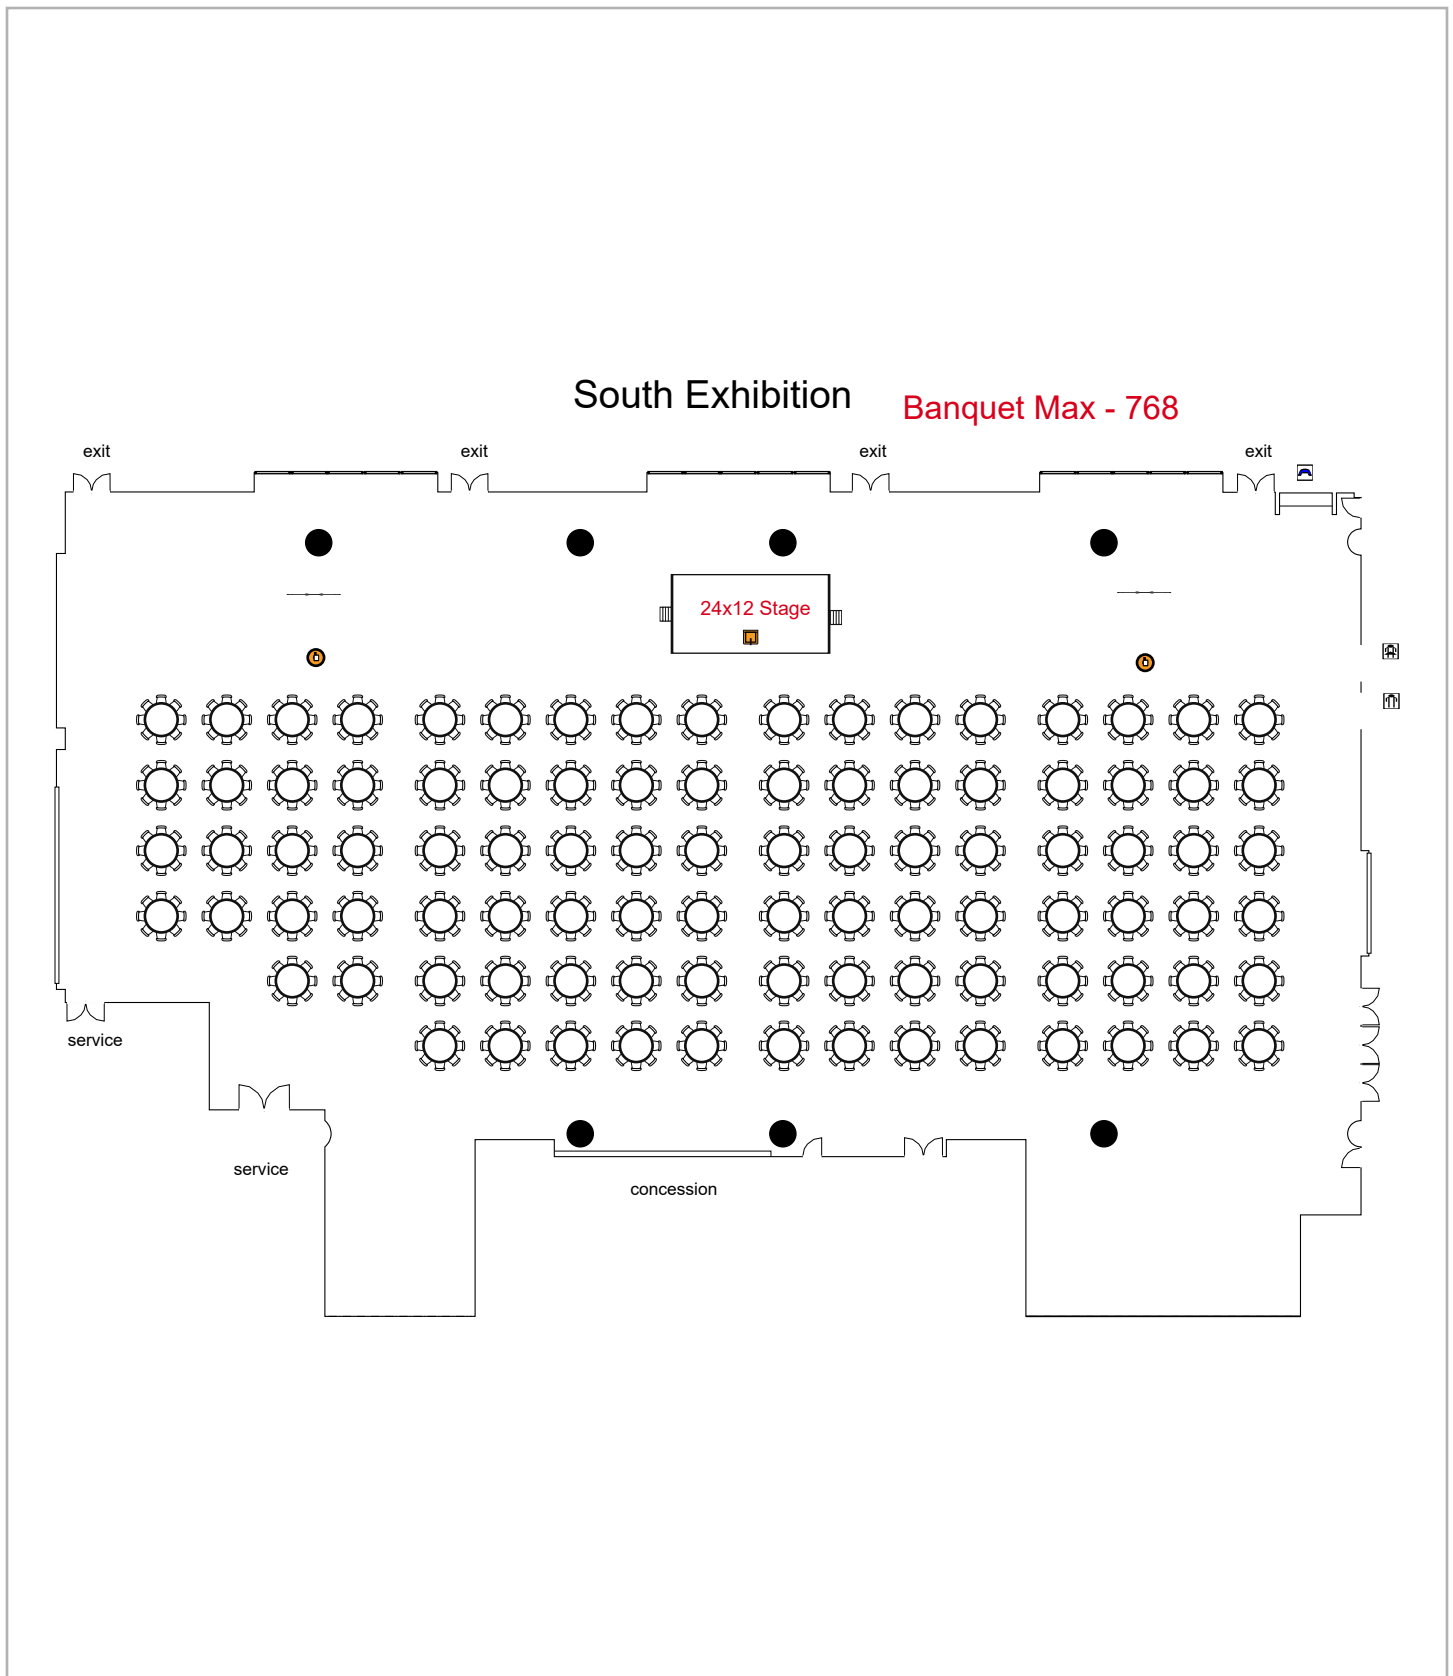 South Exhibition
Banquet Max - 768
exit
exit
exit
exit
24x12 Stage
service
service
concession